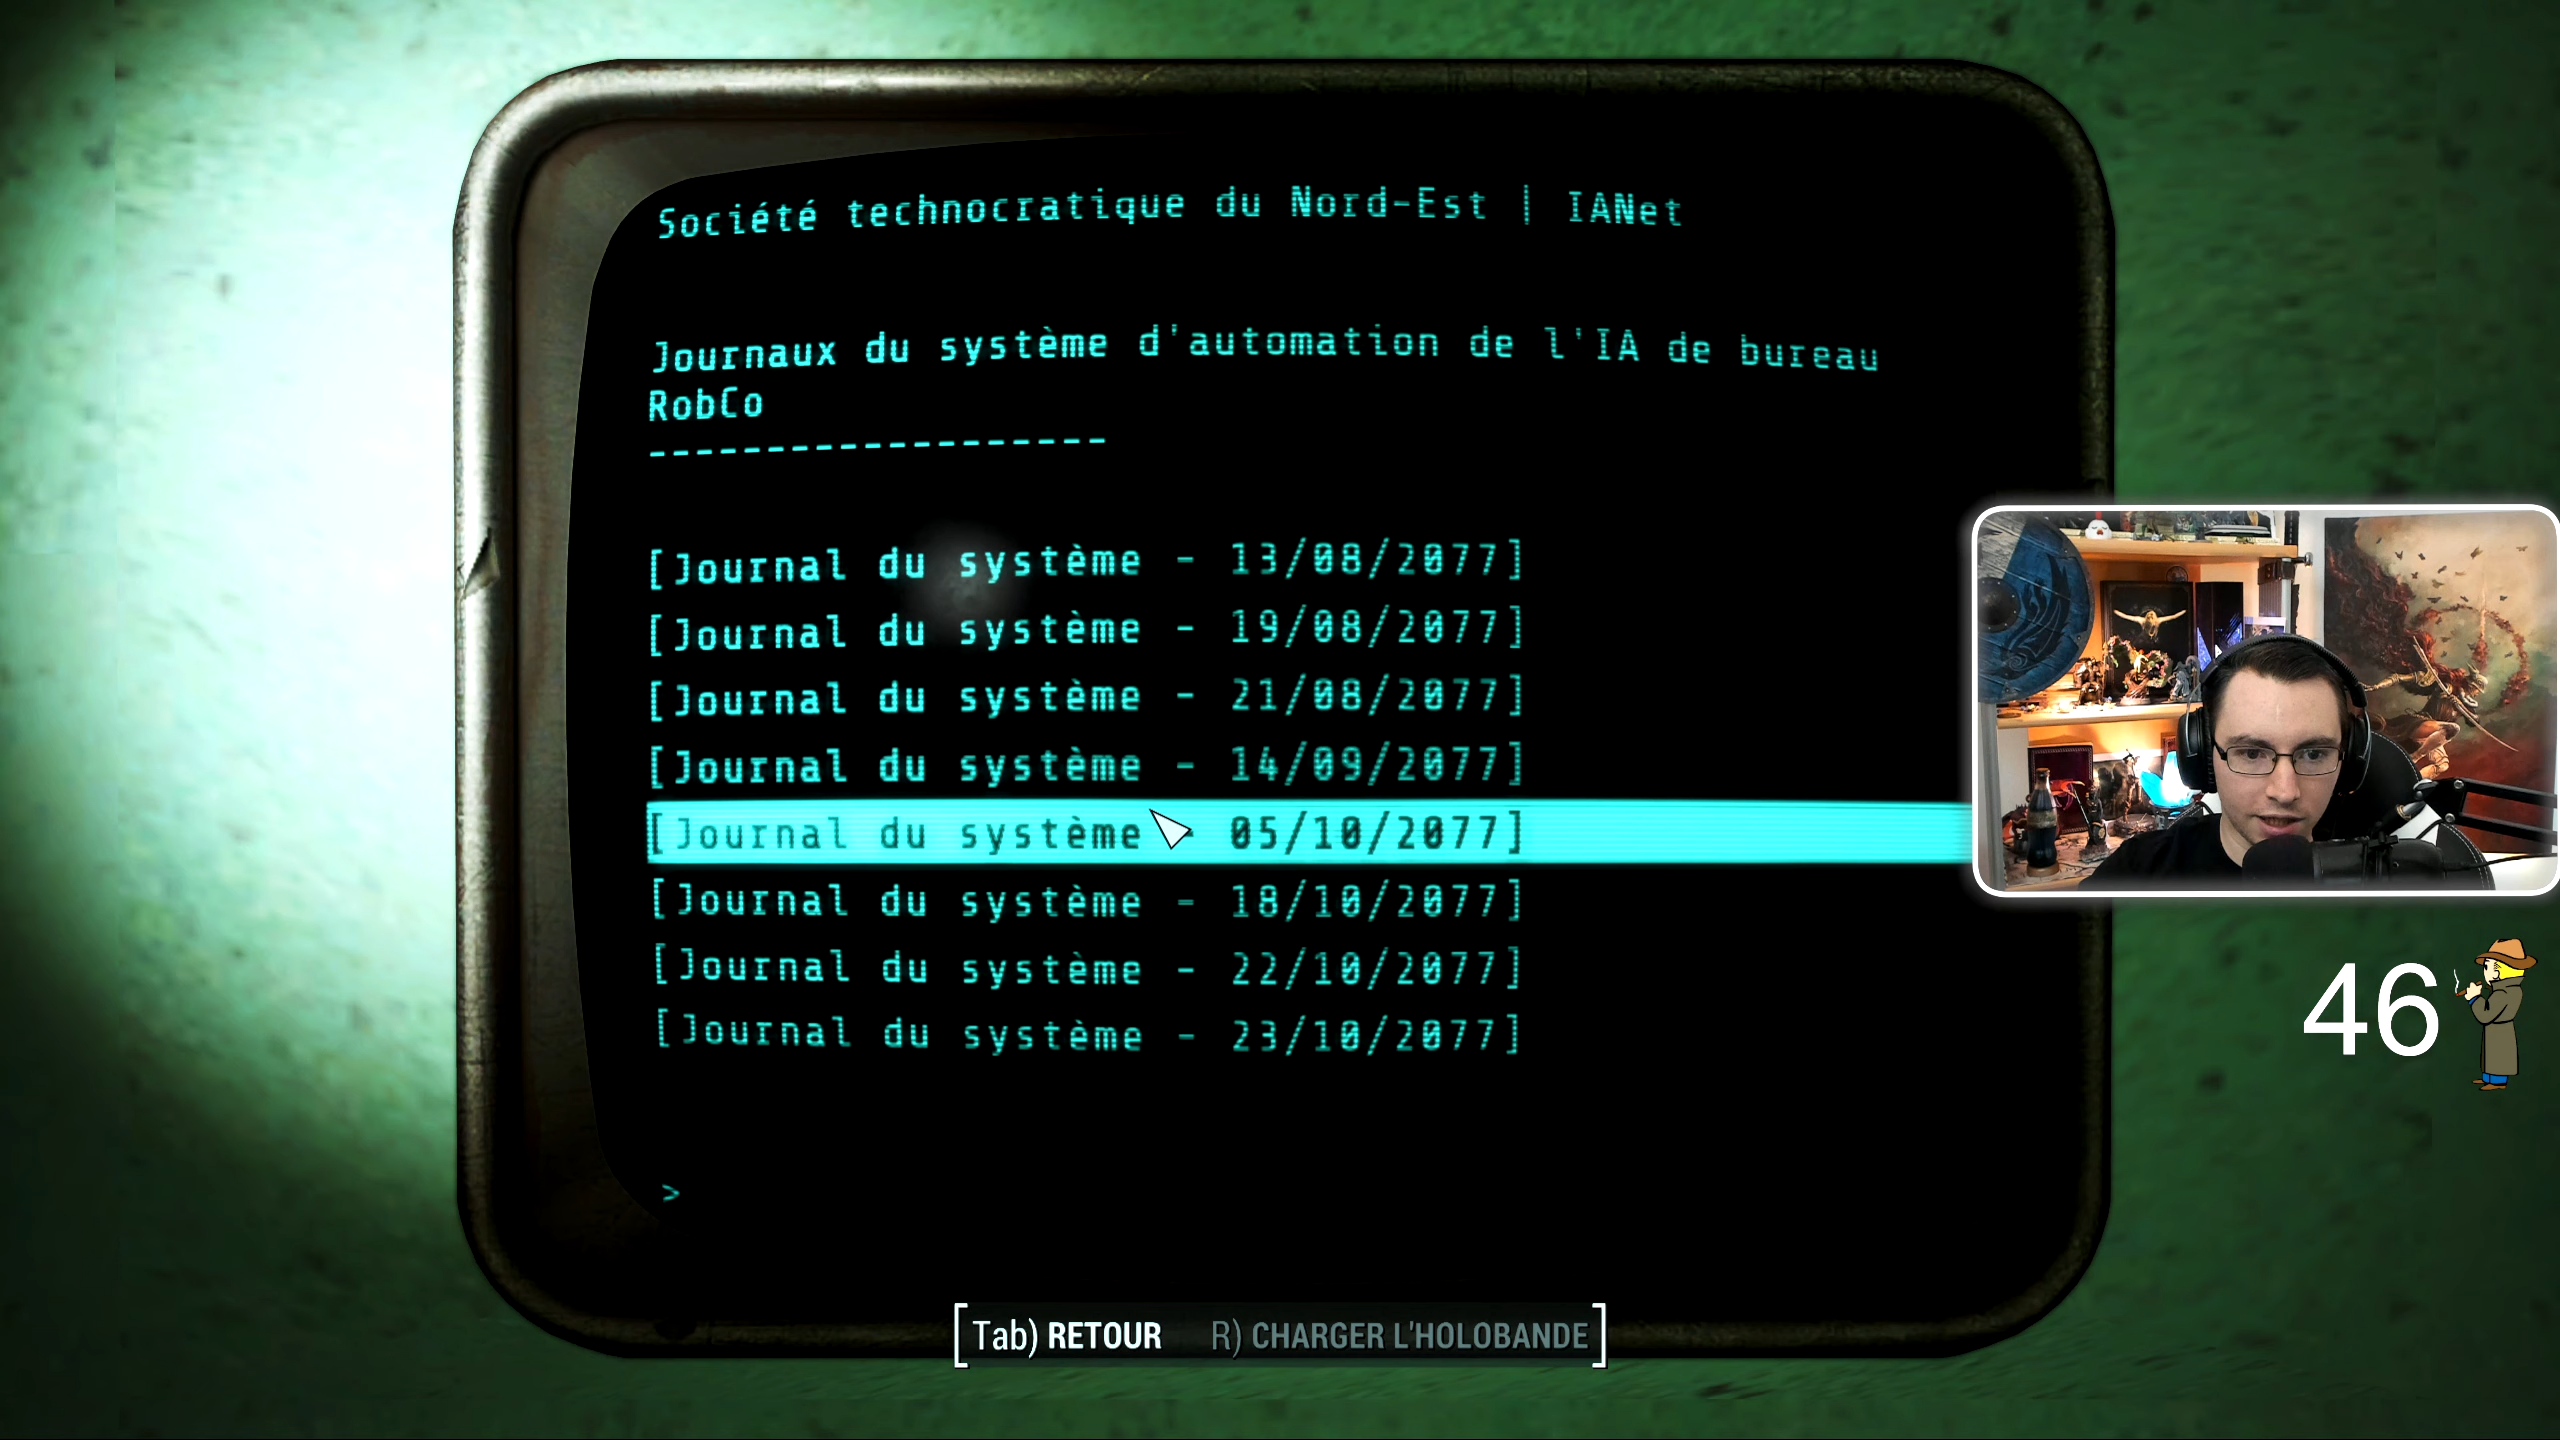 Société technocratique du Nord-Est | IANet
Journaux du système d'automation de l'IA de bureau
RobCo
-------------------
[Journal du système - 13/08/2077]
[Journal du système - 19/08/2077]
[Journal du système - 21/08/2077]
[Journal du système - 14/09/2077]
[Journal du système - 05/10/2077]
[Journal du système - 18/10/2077]
[Journal du système - 22/10/2077]
[Journal du système - 23/10/2077]
46
>
[Tab) RETOUR R) CHARGER L'HOLOBANDE]